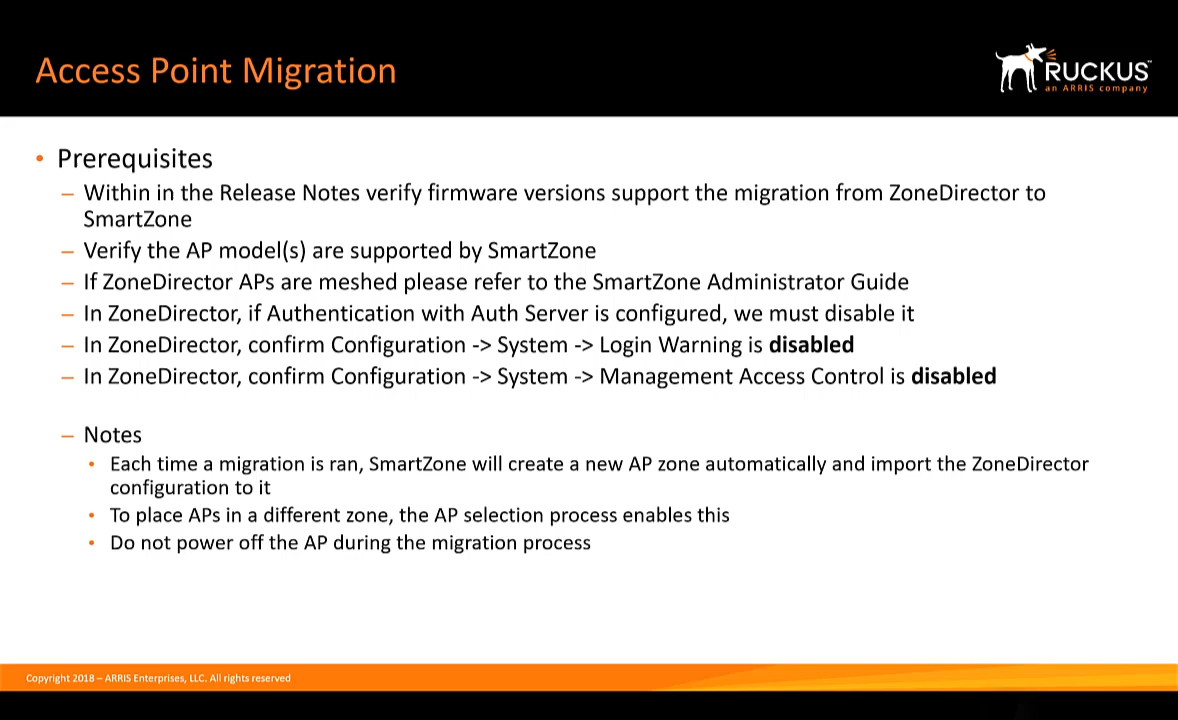 Access Point Migration
RUCKUS™
an ARRIS company
• Prerequisites
– Within in the Release Notes verify firmware versions support the migration from ZoneDirector to
SmartZone
– Verify the AP model(s) are supported by SmartZone
– If ZoneDirector APs are meshed please refer to the SmartZone Administrator Guide
– In ZoneDirector, if Authentication with Auth Server is configured, we must disable it
– In ZoneDirector, confirm Configuration -> System -> Login Warning is disabled
– In ZoneDirector, confirm Configuration -> System -> Management Access Control is disabled
– Notes
• Each time a migration is ran, SmartZone will create a new AP zone automatically and import the ZoneDirector
configuration to it
• To place APs in a different zone, the AP selection process enables this
• Do not power off the AP during the migration process
Copyright 2018 – ARRIS Enterprises, LLC. All rights reserved